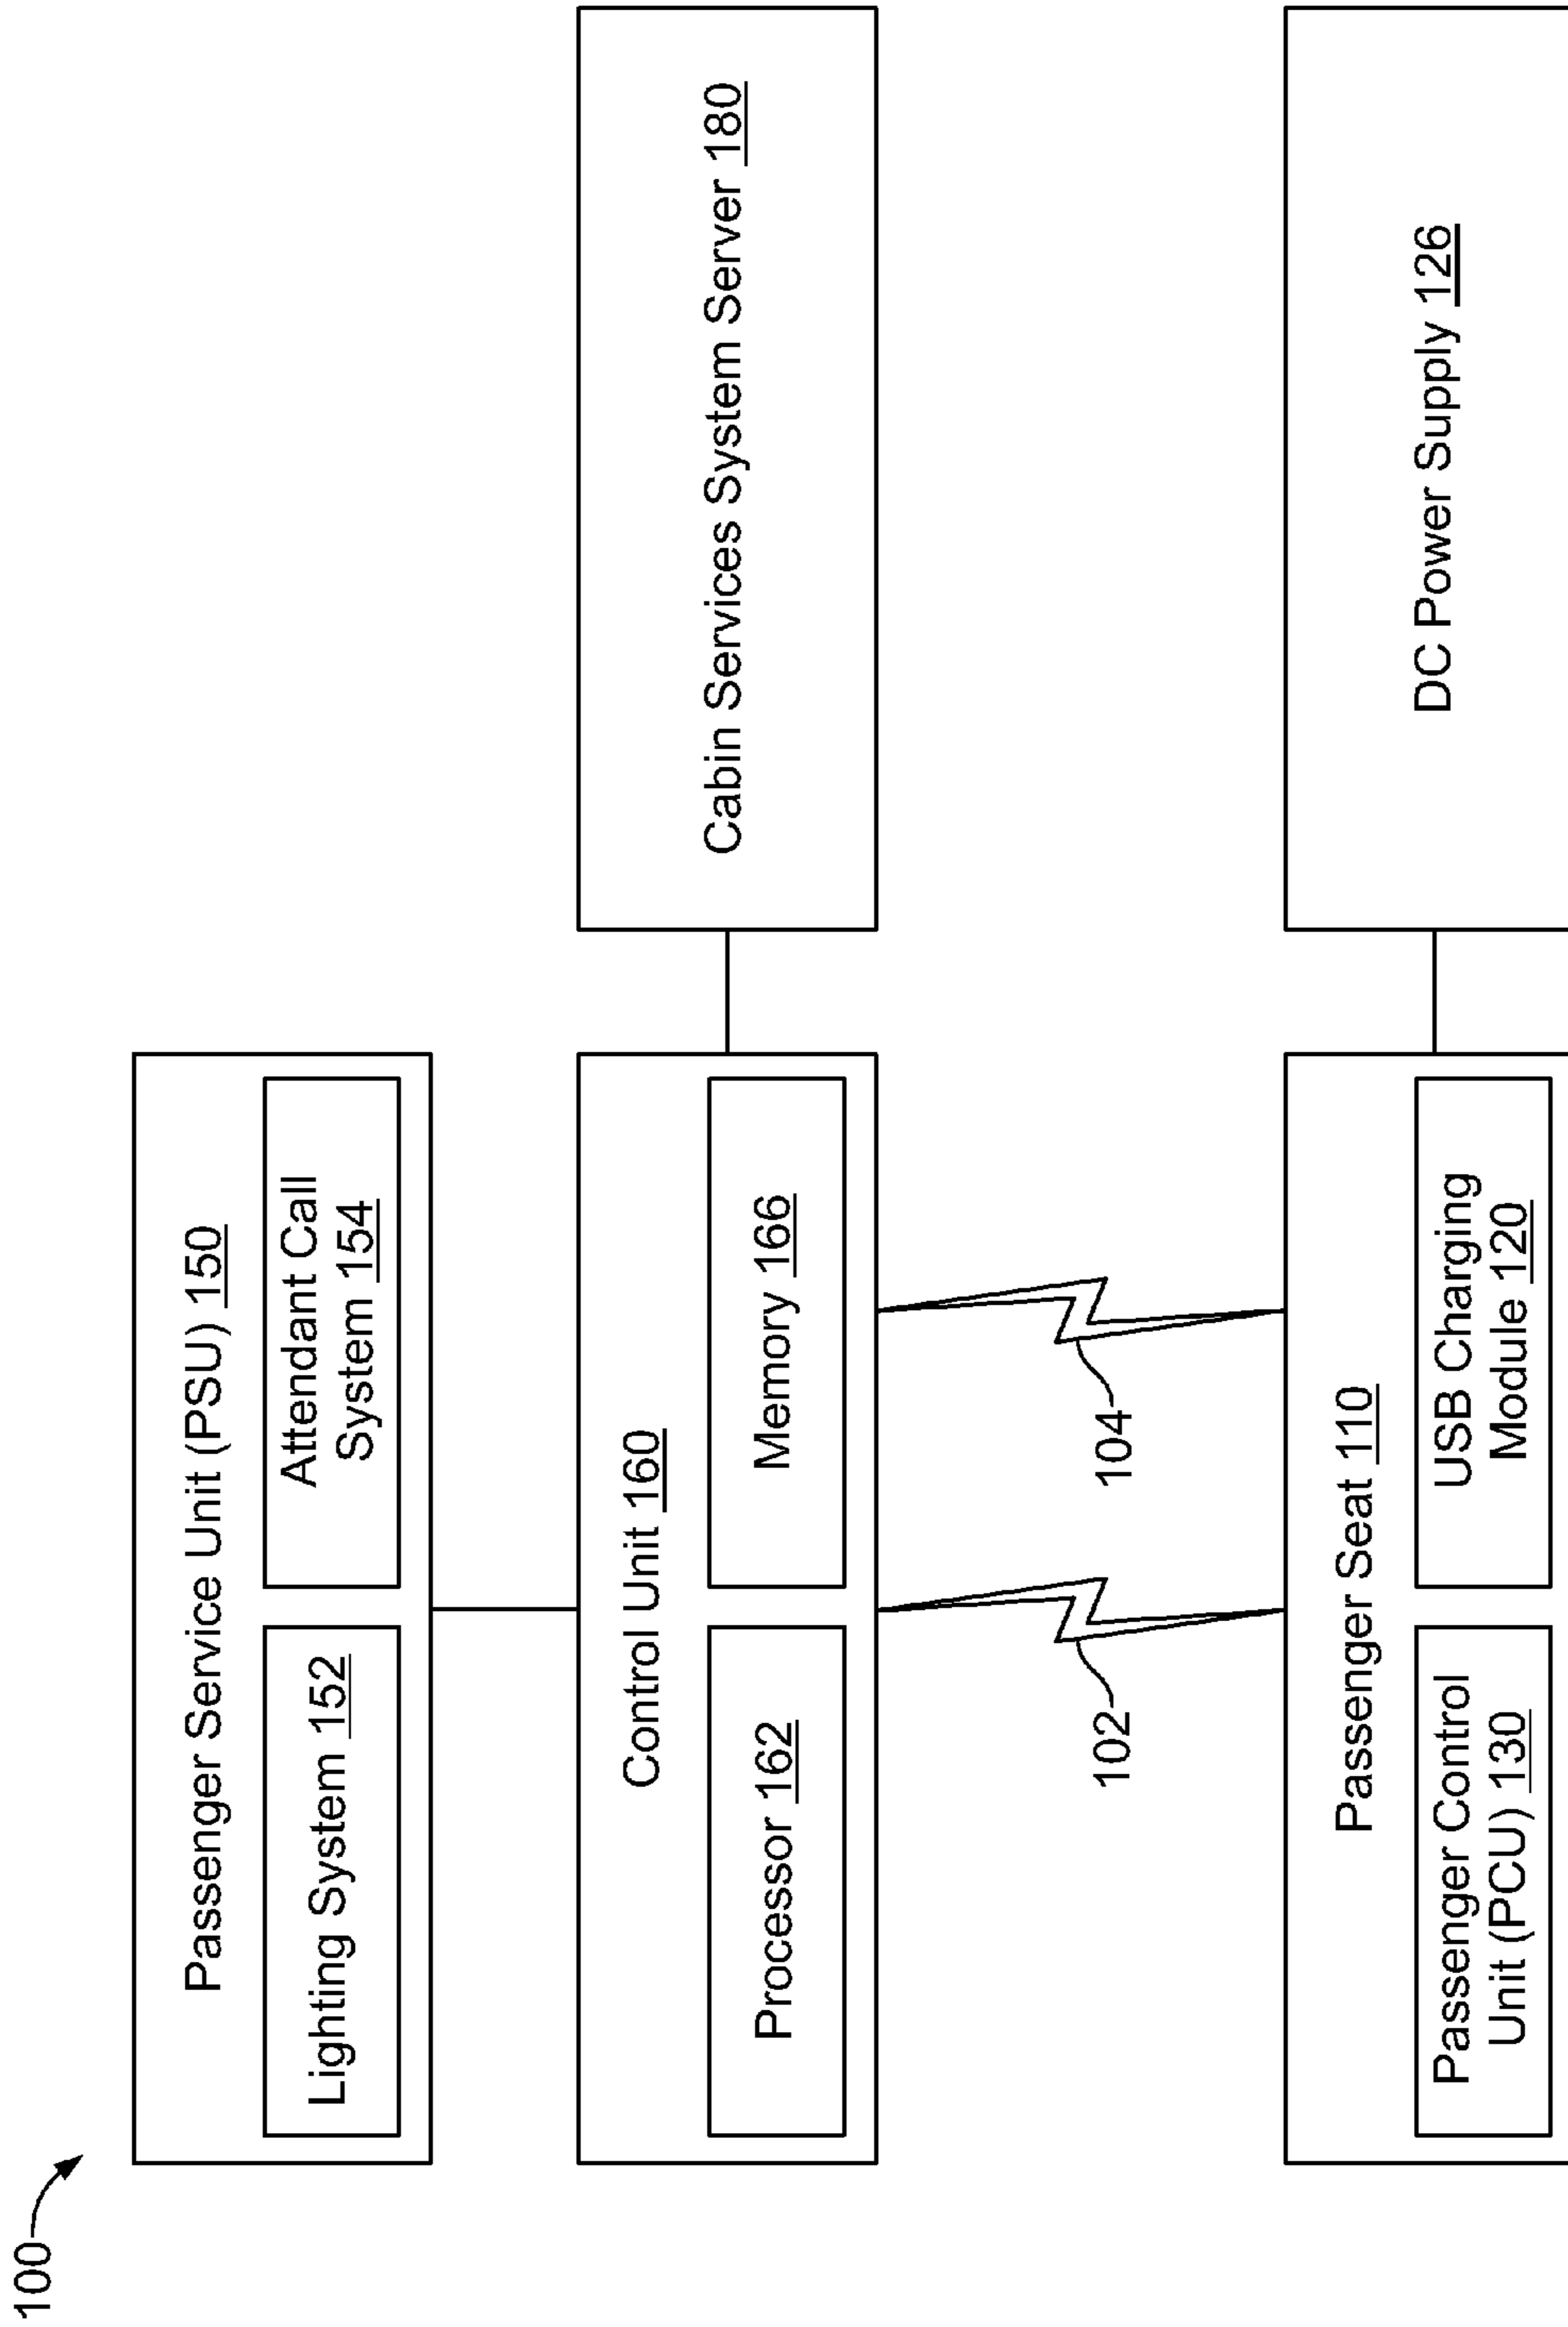 100
Passenger Service Unit (PSU) 150
Lighting System 152
Attendant Call
System 154
Control Unit 160
Processor 162
Memory 166
Cabin Services System Server 180
102
104
Passenger Seat 110
Passenger Control
Unit (PCU) 130
USB Charging
Module 120
DC Power Supply 126